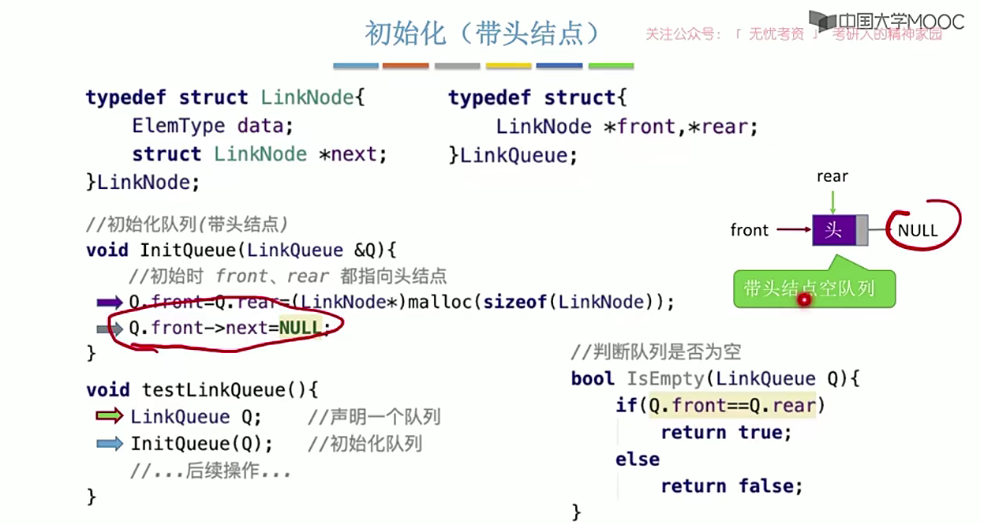 中国大学MOOC
初始化（带头结点）
关注公众号：「 无忧考资 」 考研人的精神家园
typedef struct LinkNode{
ElemType data;
struct LinkNode *next;
}LinkNode;
typedef struct{
LinkNode *front,*rear;
}LinkQueue;
//初始化队列(带头结点)
void InitQueue(LinkQueue &Q){
//初始时 front、rear 都指向头结点
Q.front=Q.rear=(LinkNode*)malloc(sizeof(LinkNode));
Q.front->next=NULL;
}
rear
front
头
NULL
带头结点空队列
void testLinkQueue(){
LinkQueue Q; //声明一个队列
InitQueue(Q); //初始化队列
//...后续操作...
}
//判断队列是否为空
bool IsEmpty(LinkQueue Q){
if(Q.front==Q.rear)
return true;
else
return false;
}